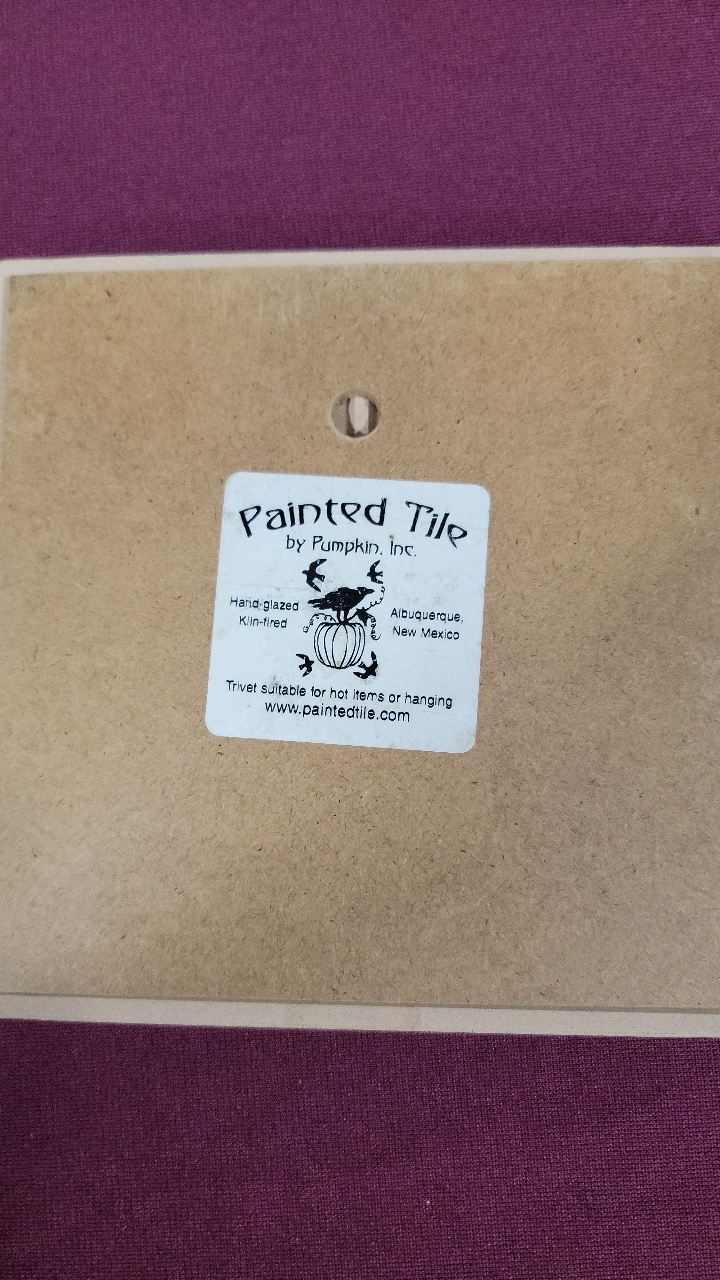 Painted Tile
by Pumpkin, Inc.
Hand-glazed
Kiln-fired
Albuquerque,
New Mexico
Trivet suitable for hot items or hanging
www.paintedtile.com